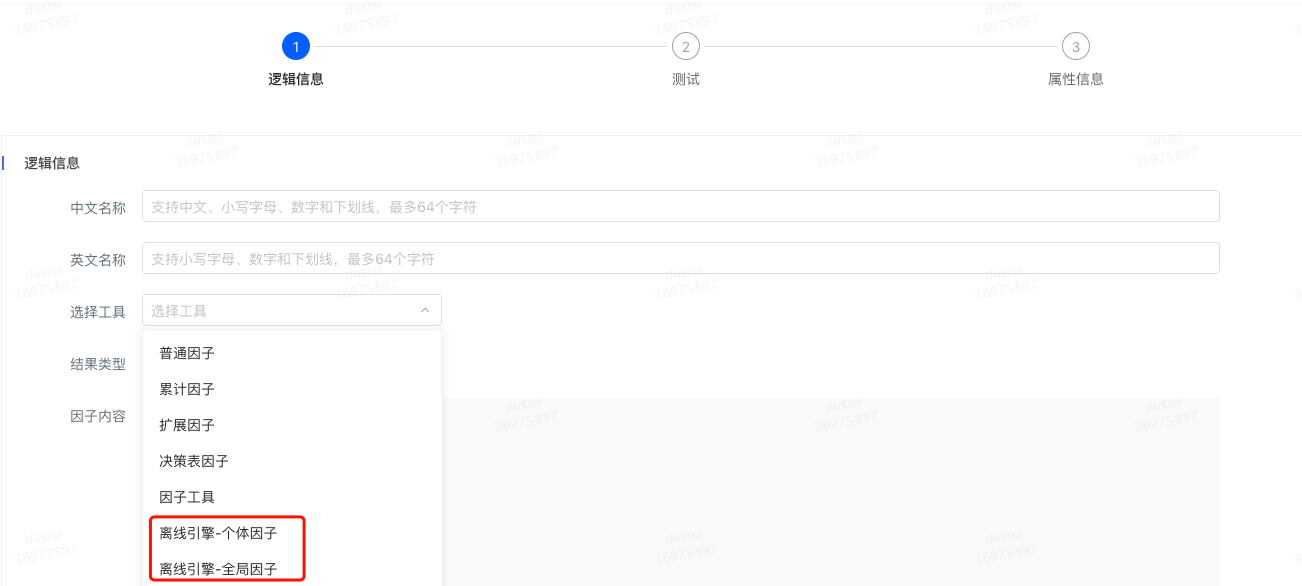 1
2
3
逻辑信息
测试
属性信息
逻辑信息
中文名称
支持中文、小写字母、数字和下划线，最多64个字符
英文名称
支持小写字母、数字和下划线，最多64个字符
选择工具
选择工具
普通因子
结果类型
累计因子
因子内容
扩展因子
决策表因子
因子工具
离线引擎-个体因子
离线引擎-全局因子
dusisi
36975897